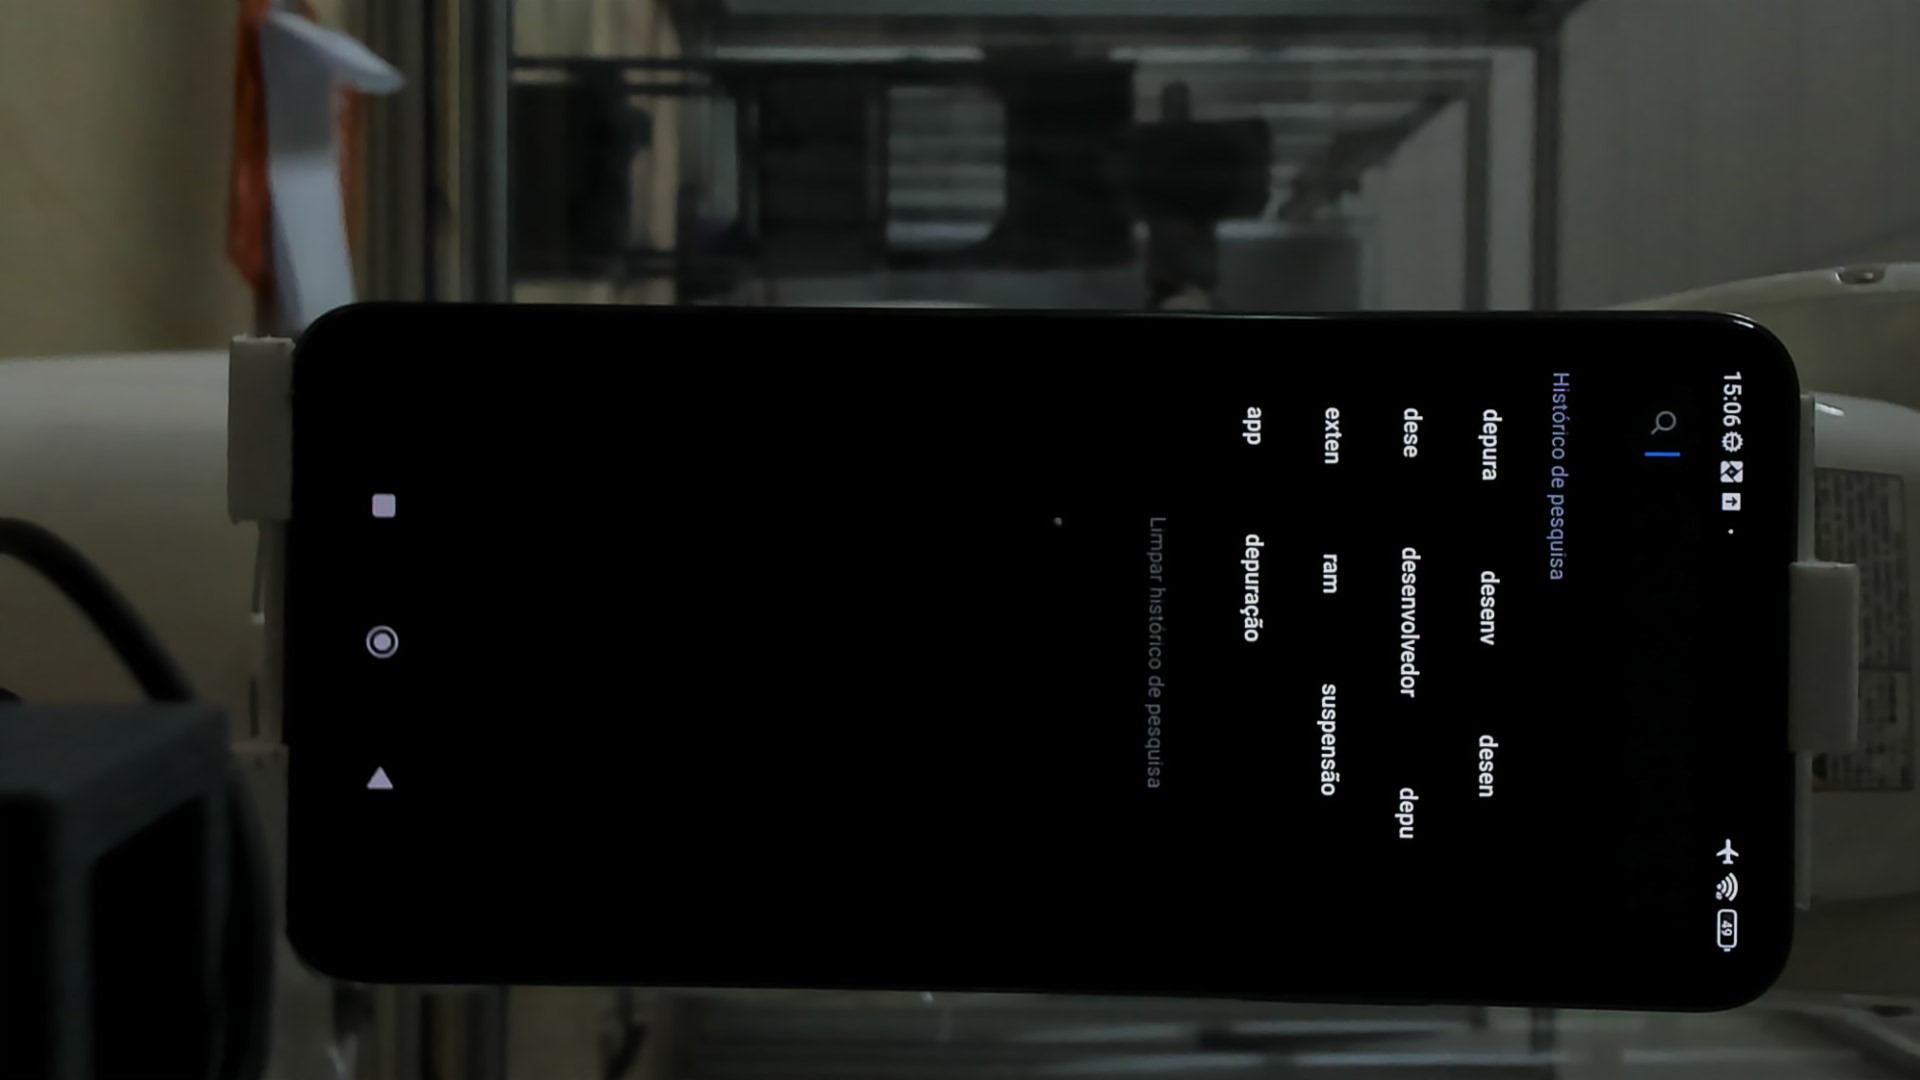 15:06
49
Histórico de pesquisa
depura desenv desen
dese desenvolvedor depu
exten ram suspensão
app depuração
Limpar histórico de pesquisa